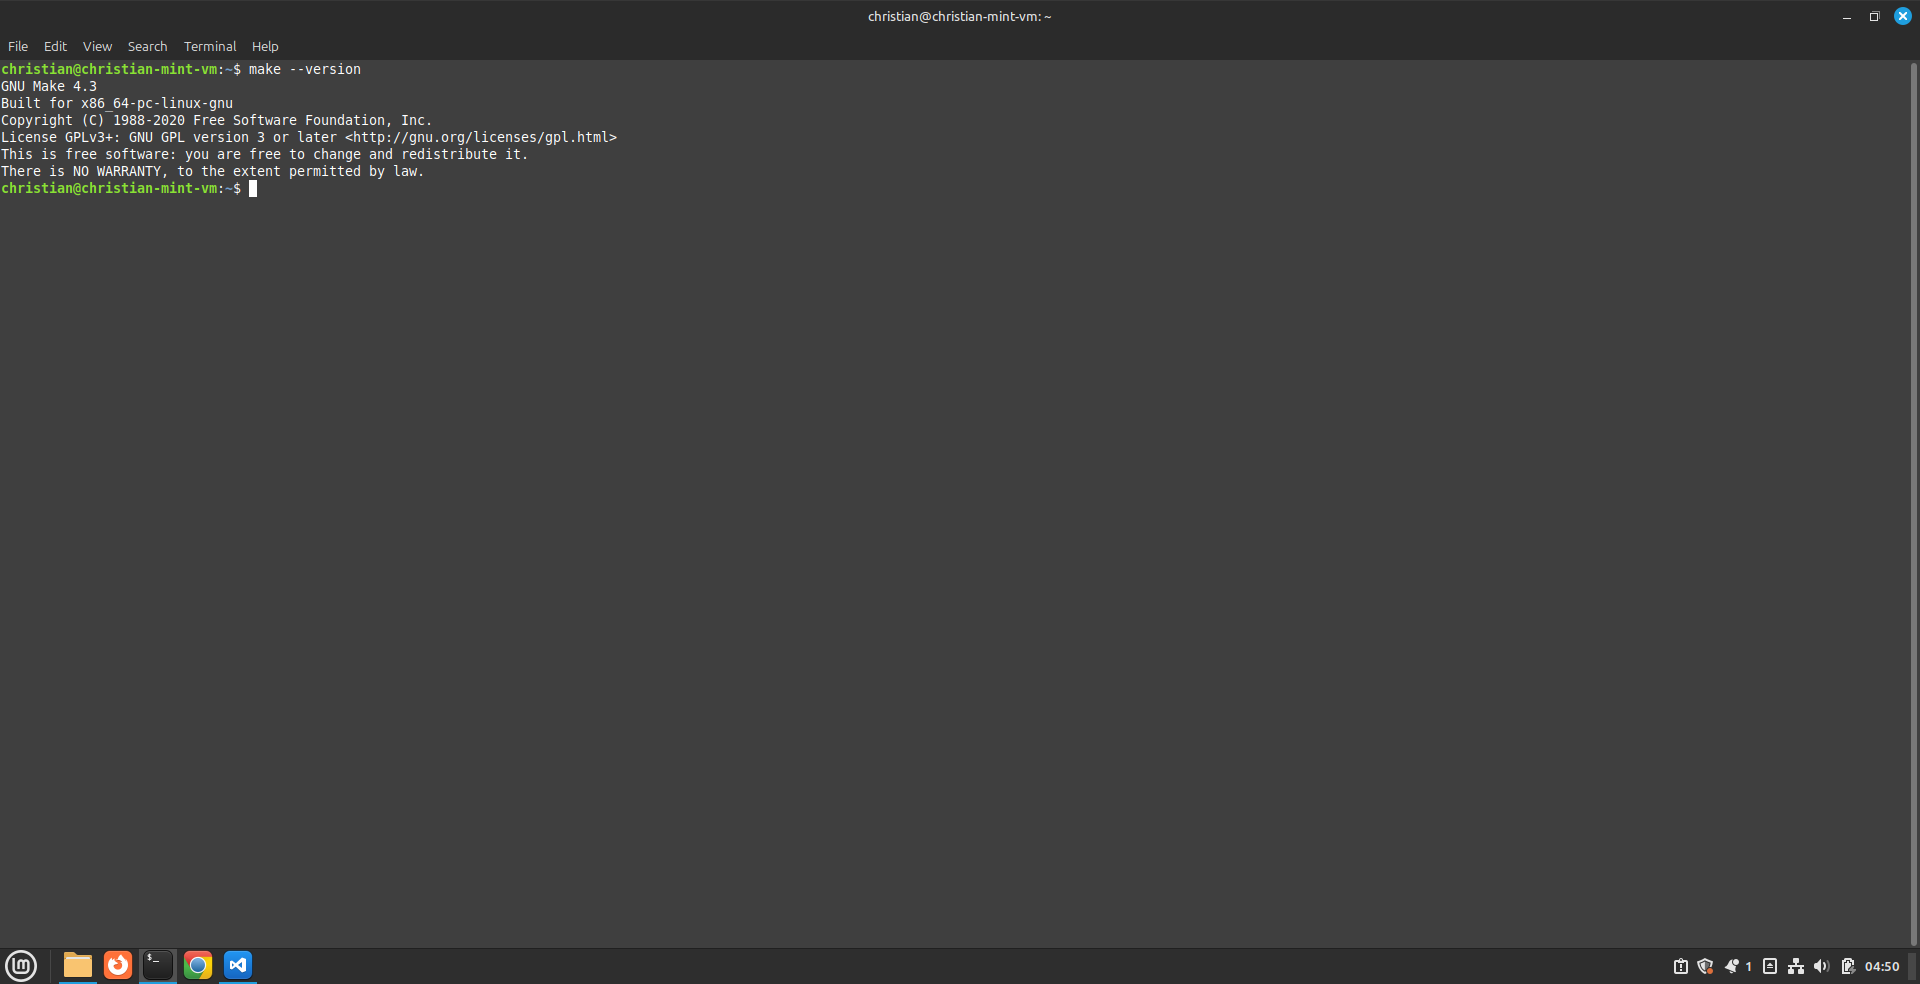 christian@christian-mint-vm: ~
File Edit View Search Terminal Help
christian@christian-mint-vm:~$ make --version
GNU Make 4.3
Built for x86_64-pc-linux-gnu
Copyright (C) 1988-2020 Free Software Foundation, Inc.
License GPLv3+: GNU GPL version 3 or later <http://gnu.org/licenses/gpl.html>
This is free software: you are free to change and redistribute it.
There is NO WARRANTY, to the extent permitted by law.
christian@christian-mint-vm:~$
$_
1 04:50